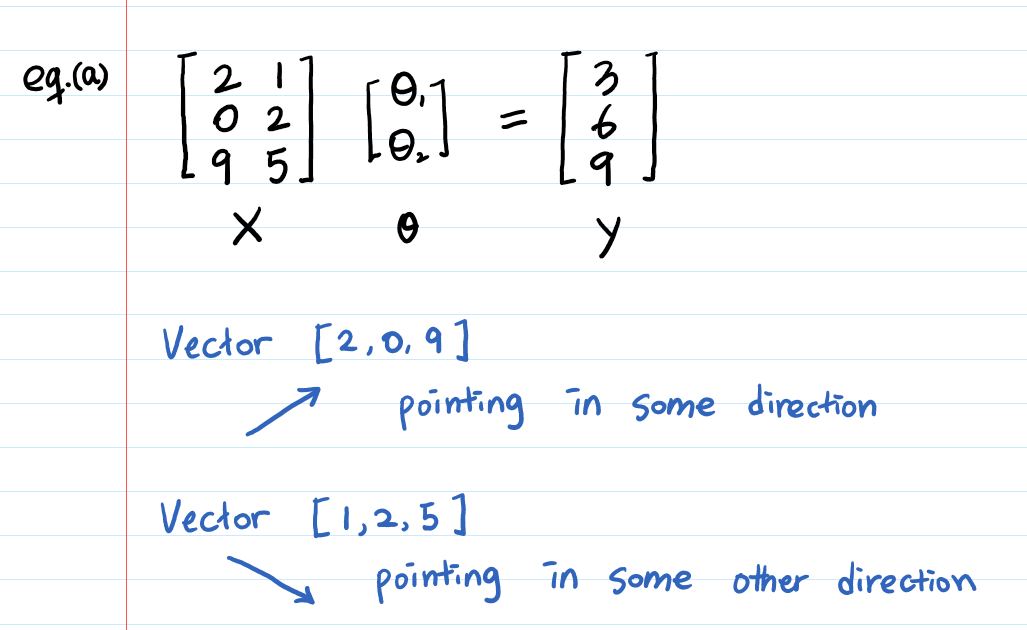 eq.(a) [2 1; 0 2; 9 5] [θ₁; θ₂] = [3; 6; 9]
X θ y
Vector [2,0,9]
pointing in some direction
Vector [1,2,5]
pointing in some other direction